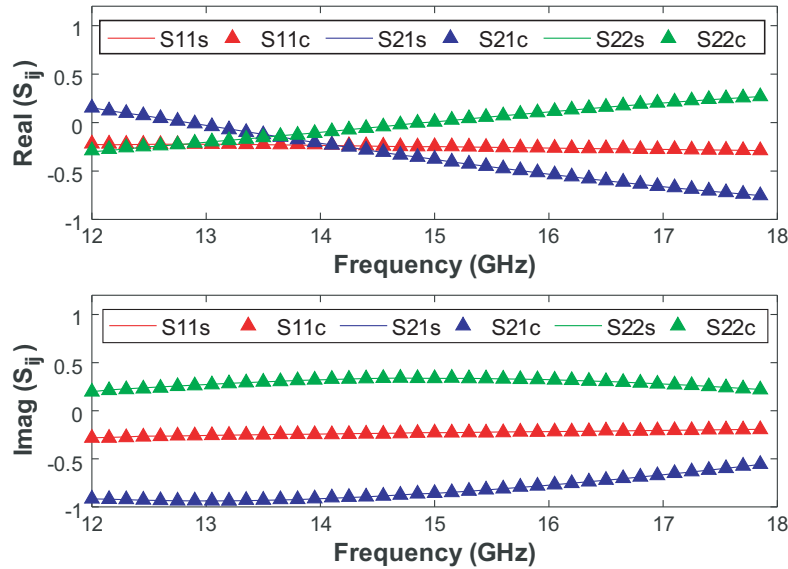 1
0.5
0
-0.5
-1
Real (Sij)
S11s S11c S21s S21c S22s S22c
12 13 14 15 16 17 18
Frequency (GHz)
1
0.5
0
-0.5
-1
Imag (Sij)
S11s S11c S21s S21c S22s S22c
12 13 14 15 16 17 18
Frequency (GHz)